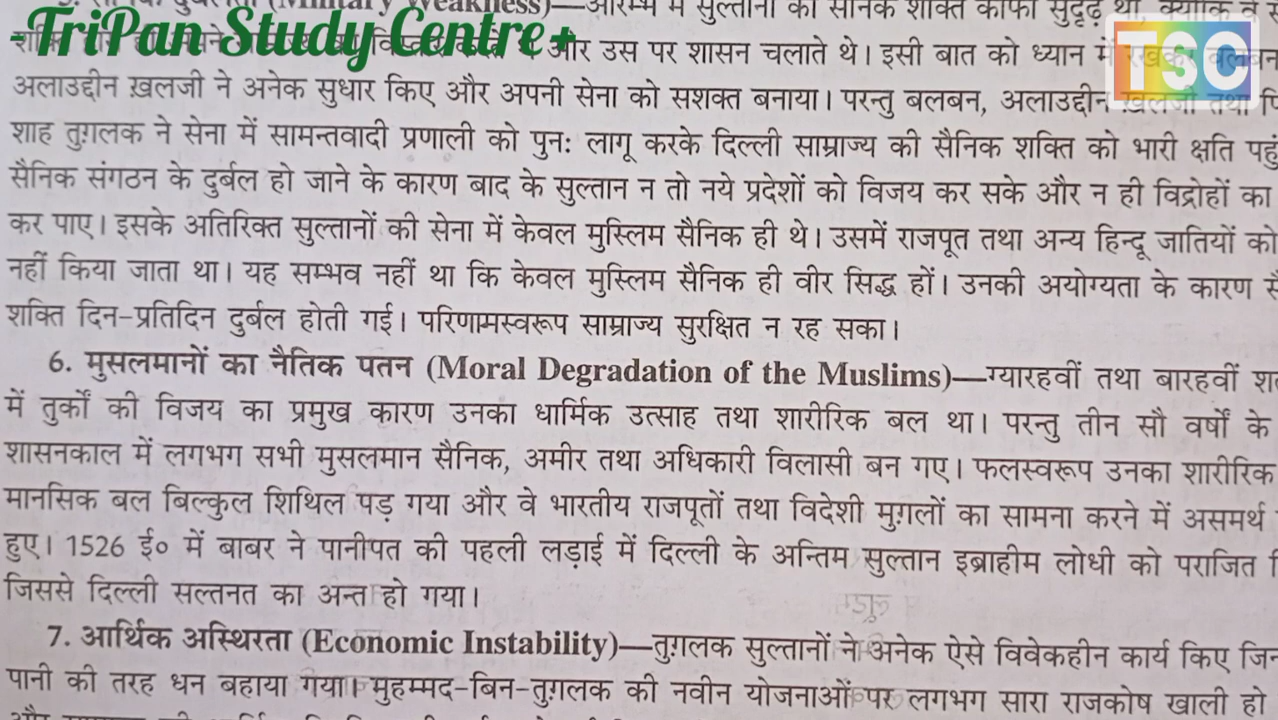 (Military Weakness)—आरम्भ में सुल्तानों की सैनिक शक्ति काफी सुदृढ़ थी, क्योंकि वे
-TriPan Study Centre+
TSC
और उस पर शासन चलाते थे। इसी बात को ध्यान में रखकर बलबन
अलाउद्दीन ख़लजी ने अनेक सुधार किए और अपनी सेना को सशक्त बनाया। परन्तु बलबन, अलाउद्दीन ख़लजी तथा
शाह तुग़लक ने सेना में सामन्तवादी प्रणाली को पुनः लागू करके दिल्ली साम्राज्य की सैनिक शक्ति को भारी क्षति
सैनिक संगठन के दुर्बल हो जाने के कारण बाद के सुल्तान न तो नये प्रदेशों को विजय कर सके और न ही विद्रोहों का
कर पाए। इसके अतिरिक्त सुल्तानों की सेना में केवल मुस्लिम सैनिक ही थे। उसमें राजपूत तथा अन्य हिन्दू जातियों को
नहीं किया जाता था। यह सम्भव नहीं था कि केवल मुस्लिम सैनिक ही वीर सिद्ध हों। उनकी अयोग्यता के कारण
शक्ति दिन-प्रतिदिन दुर्बल होती गई। परिणामस्वरूप साम्राज्य सुरक्षित न रह सका।
6. मुसलमानों का नैतिक पतन (Moral Degradation of the Muslims)—ग्यारहवीं तथा बारहवीं
में तुर्कों की विजय का प्रमुख कारण उनका धार्मिक उत्साह तथा शारीरिक बल था। परन्तु तीन सौ वर्षों के
शासनकाल में लगभग सभी मुसलमान सैनिक, अमीर तथा अधिकारी विलासी बन गए। फलस्वरूप उनका शारीरिक
मानसिक बल बिल्कुल शिथिल पड़ गया और वे भारतीय राजपूतों तथा विदेशी मुग़लों का सामना करने में असमर्थ
हुए। 1526 ई० में बाबर ने पानीपत की पहली लड़ाई में दिल्ली के अन्तिम सुल्तान इब्राहीम लोधी को पराजित
जिससे दिल्ली सल्तनत का अन्त हो गया।
7. आर्थिक अस्थिरता (Economic Instability)—तुग़लक सुल्तानों ने अनेक ऐसे विवेकहीन कार्य किए
पानी की तरह धन बहाया गया। मुहम्मद-बिन-तुग़लक की नवीन योजनाओं पर लगभग सारा राजकोष खाली हो